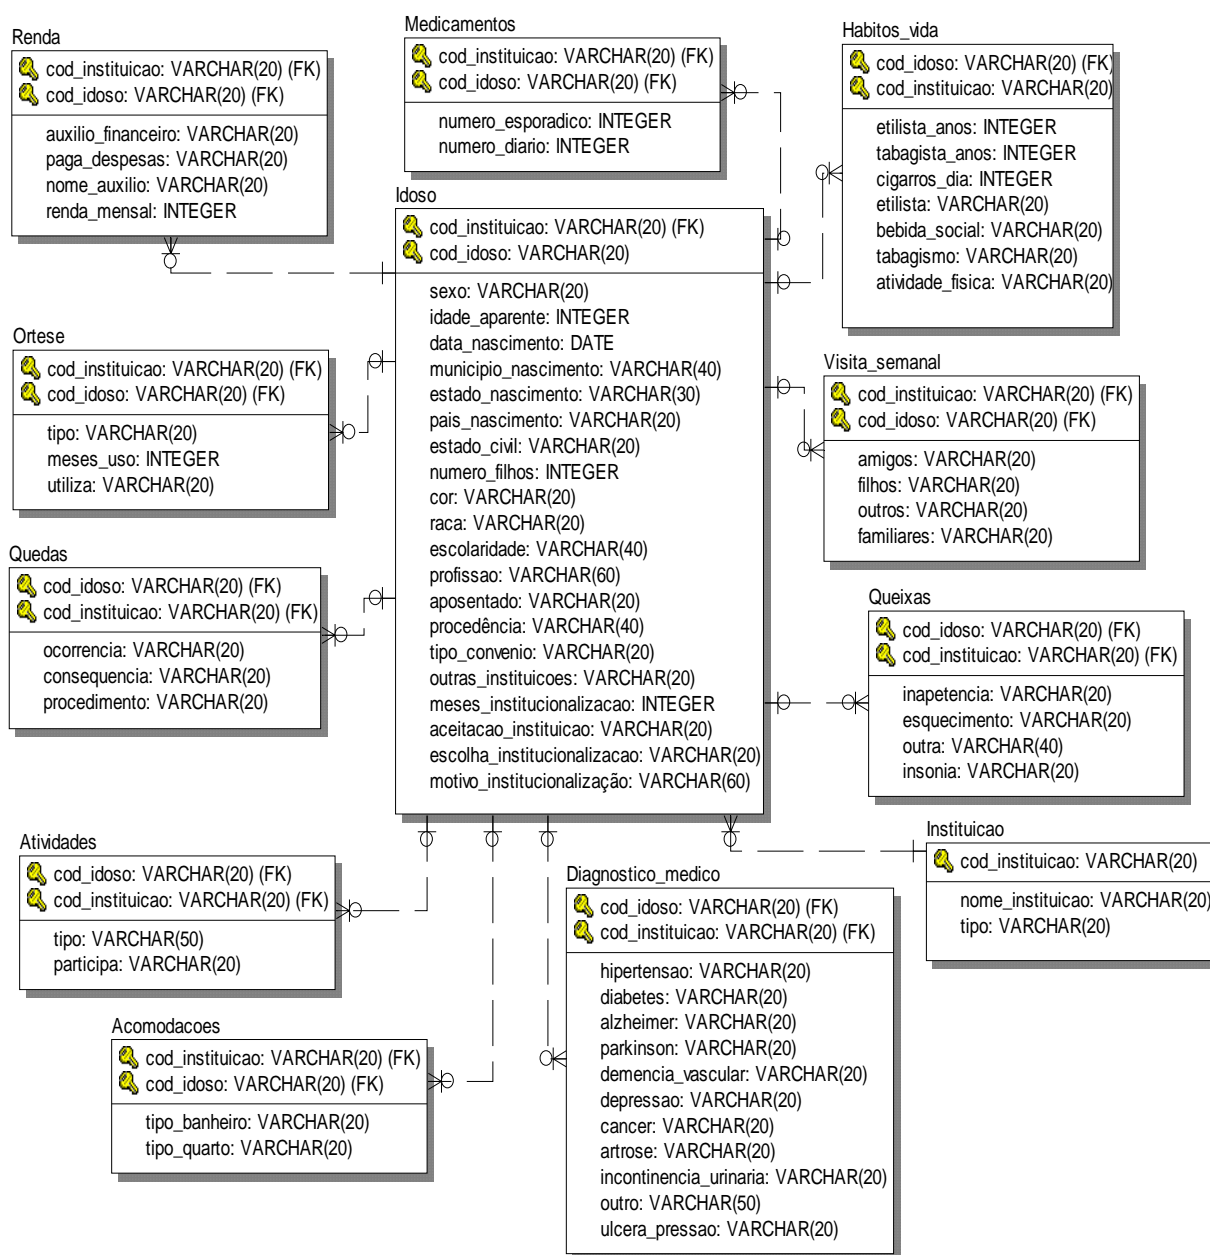 Renda
cod_instituicao: VARCHAR(20) (FK)
cod_idoso: VARCHAR(20) (FK)
auxilio_financeiro: VARCHAR(20)
paga_despesas: VARCHAR(20)
nome_auxilio: VARCHAR(20)
renda_mensal: INTEGER
Medicamentos
cod_instituicao: VARCHAR(20) (FK)
cod_idoso: VARCHAR(20) (FK)
numero_esporadico: INTEGER
numero_diario: INTEGER
Habitos_vida
cod_idoso: VARCHAR(20) (FK)
cod_instituicao: VARCHAR(20)
etilista_anos: INTEGER
tabagista_anos: INTEGER
cigarros_dia: INTEGER
etilista: VARCHAR(20)
bebida_social: VARCHAR(20)
tabagismo: VARCHAR(20)
atividade_fisica: VARCHAR(20)
Idoso
cod_instituicao: VARCHAR(20) (FK)
cod_idoso: VARCHAR(20)
sexo: VARCHAR(20)
idade_aparente: INTEGER
data_nascimento: DATE
municipio_nascimento: VARCHAR(40)
estado_nascimento: VARCHAR(30)
pais_nascimento: VARCHAR(20)
estado_civil: VARCHAR(20)
numero_filhos: INTEGER
cor: VARCHAR(20)
raca: VARCHAR(20)
escolaridade: VARCHAR(40)
profissao: VARCHAR(60)
aposentado: VARCHAR(20)
procedência: VARCHAR(40)
tipo_convenio: VARCHAR(20)
outras_instituicoes: VARCHAR(20)
meses_institucionalizacao: INTEGER
aceitacao_instituicao: VARCHAR(20)
escolha_institucionalizacao: VARCHAR(20)
motivo_institucionalização: VARCHAR(60)
Ortese
cod_instituicao: VARCHAR(20) (FK)
cod_idoso: VARCHAR(20) (FK)
tipo: VARCHAR(20)
meses_uso: INTEGER
utiliza: VARCHAR(20)
Visita_semanal
cod_instituicao: VARCHAR(20) (FK)
cod_idoso: VARCHAR(20) (FK)
amigos: VARCHAR(20)
filhos: VARCHAR(20)
outros: VARCHAR(20)
familiares: VARCHAR(20)
Quedas
cod_idoso: VARCHAR(20) (FK)
cod_instituicao: VARCHAR(20) (FK)
ocorrencia: VARCHAR(20)
consequencia: VARCHAR(20)
procedimento: VARCHAR(20)
Queixas
cod_idoso: VARCHAR(20) (FK)
cod_instituicao: VARCHAR(20) (FK)
inapetencia: VARCHAR(20)
esquecimento: VARCHAR(20)
outra: VARCHAR(40)
insonia: VARCHAR(20)
Atividades
cod_idoso: VARCHAR(20) (FK)
cod_instituicao: VARCHAR(20) (FK)
tipo: VARCHAR(50)
participa: VARCHAR(20)
Instituicao
cod_instituicao: VARCHAR(20)
nome_instituicao: VARCHAR(20)
tipo: VARCHAR(20)
Diagnostico_medico
cod_idoso: VARCHAR(20) (FK)
cod_instituicao: VARCHAR(20) (FK)
hipertensao: VARCHAR(20)
diabetes: VARCHAR(20)
alzheimer: VARCHAR(20)
parkinson: VARCHAR(20)
demencia_vascular: VARCHAR(20)
depressao: VARCHAR(20)
cancer: VARCHAR(20)
artrose: VARCHAR(20)
incontinencia_urinaria: VARCHAR(20)
outro: VARCHAR(50)
ulcera_pressao: VARCHAR(20)
Acomodacoes
cod_instituicao: VARCHAR(20) (FK)
cod_idoso: VARCHAR(20) (FK)
tipo_banheiro: VARCHAR(20)
tipo_quarto: VARCHAR(20)